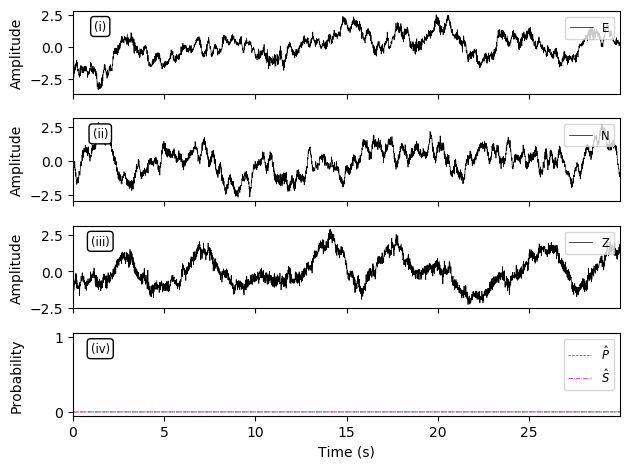 2.5
0.0
−2.5
Amplitude
(i)
E
2.5
0.0
−2.5
Amplitude
(ii)
N
2.5
0.0
−2.5
Amplitude
(iii)
Z
1
0
Probability
(iv)
P̂
Ŝ
0 5 10 15 20 25
Time (s)